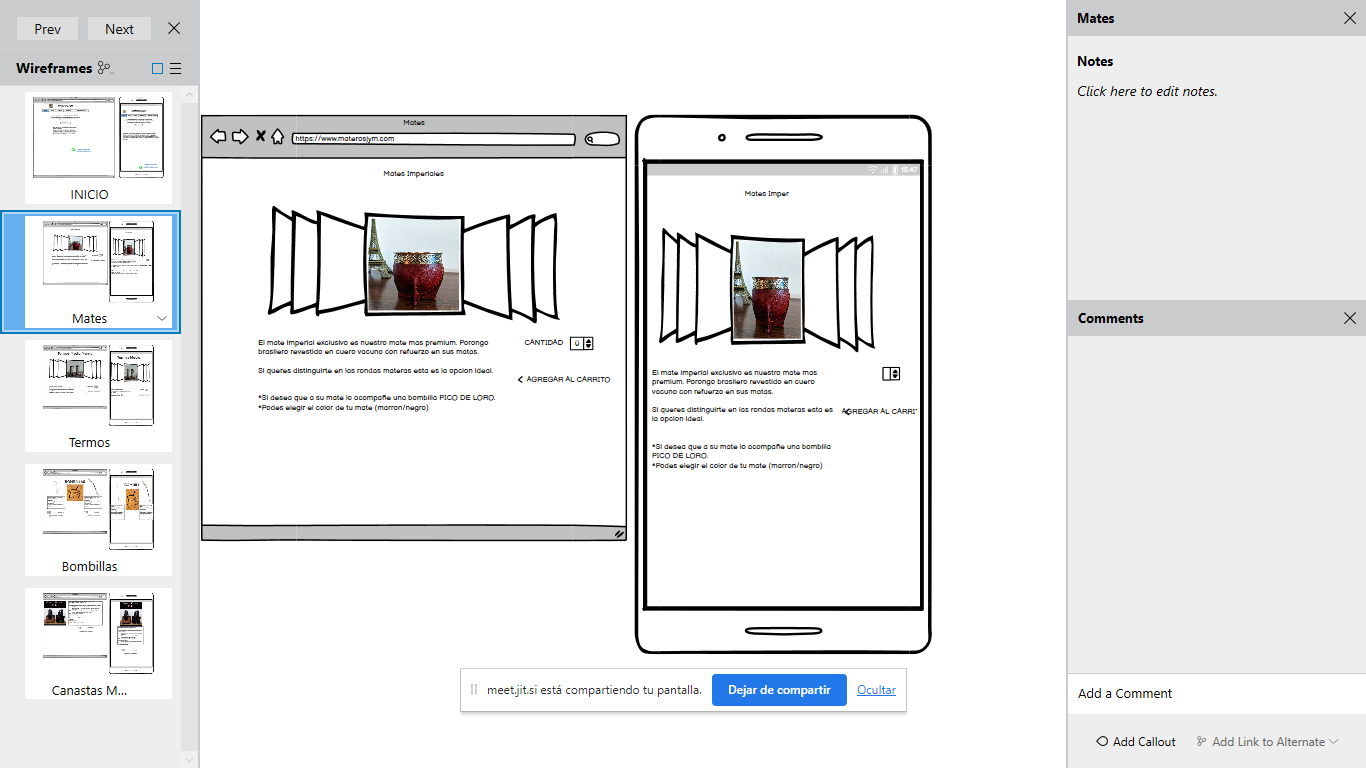 Prev
Next
Wireframes
INICIO
Mates
Termos
Bombillas
Canastas M...
Mates
https://www.materosjym.com
Mates Imperiales
El mate imperial exclusivo es nuestro mate mas premium. Porongo
brasilero revestido en cuero vacuno con refuerzo en sus matas.
Si queres distinguirte en las rondas materas esta es la opcion ideal.
*Si desea que a su mate lo acompañe una bombilla PICO DE LORO.
*Podes elegir el color de tu mate (marron/negro)
CANTIDAD
0
AGREGAR AL CARRITO
15:47
Mates Imper
El mate imperial exclusivo es nuestro mate mas
premium. Porongo brasilero revestido en cuero
vacuno con refuerzo en sus matas.
Si queres distinguirte en las rondas materas esta es
la opcion ideal.
*Si desea que a su mate lo acompañe una bombilla
PICO DE LORO.
*Podes elegir el color de tu mate (marron/negro)
AGREGAR AL CARRI
meet.jit.si está compartiendo tu pantalla.
Dejar de compartir
Ocultar
Mates
Notes
Click here to edit notes.
Comments
Add a Comment
Add Callout
Add Link to Alternate